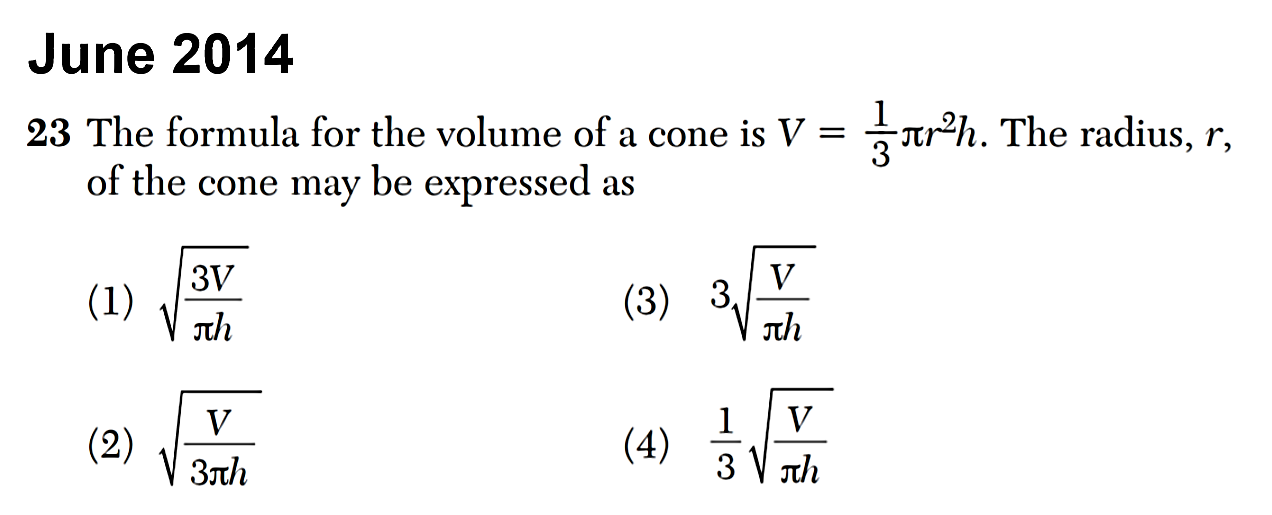 June 2014
23 The formula for the volume of a cone is V = 1/3 πr²h. The radius, r,
of the cone may be expressed as
(1) √(3V/πh) (3) 3√(V/πh)
(2) √(V/3πh) (4) 1/3 √(V/πh)